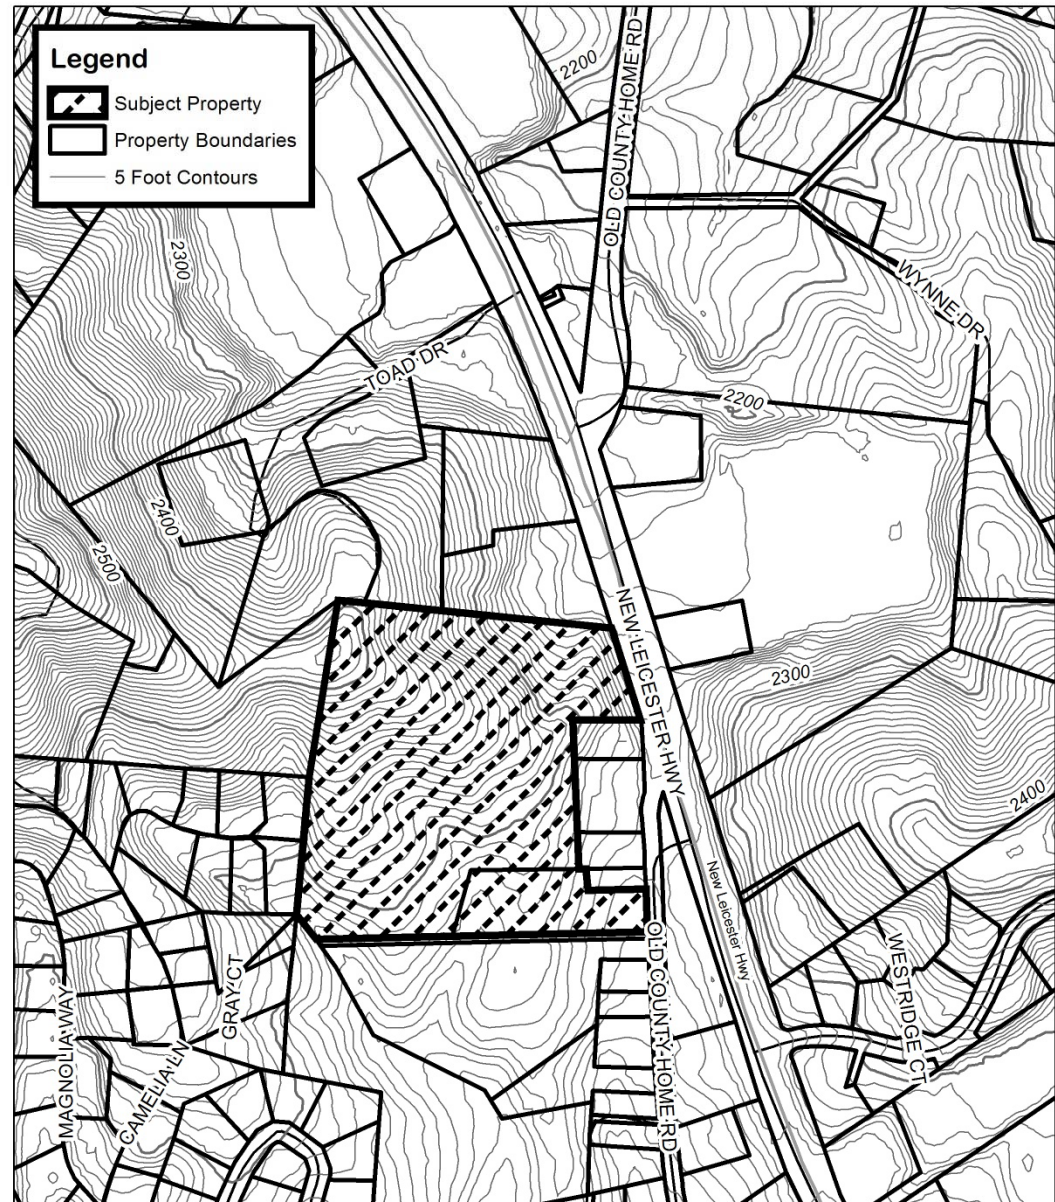 Legend
Subject Property
Property Boundaries
5 Foot Contours
2200
OLD COUNTY HOME RD
2300
WYNNE DR
TOAD DR
2200
2400
2500
NEW LEICESTER HWY
2300
2400
New Leicester Hwy
OLD COUNTY HOME RD
WESTRIDGE CT
GRAY CT
MAGNOLIA WAY
CAMELIA LN